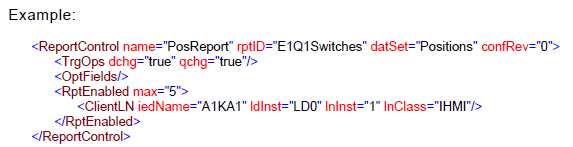 Example:
<ReportControl name="PosReport" rptID="E1Q1Switches" datSet="Positions" confRev="0">
<TrgOps dchg="true" qchg="true"/>
<OptFields/>
<RptEnabled max="5">
<ClientLN iedName="A1KA1" ldInst="LD0" lnInst="1" lnClass="IHMI"/>
</RptEnabled>
</ReportControl>